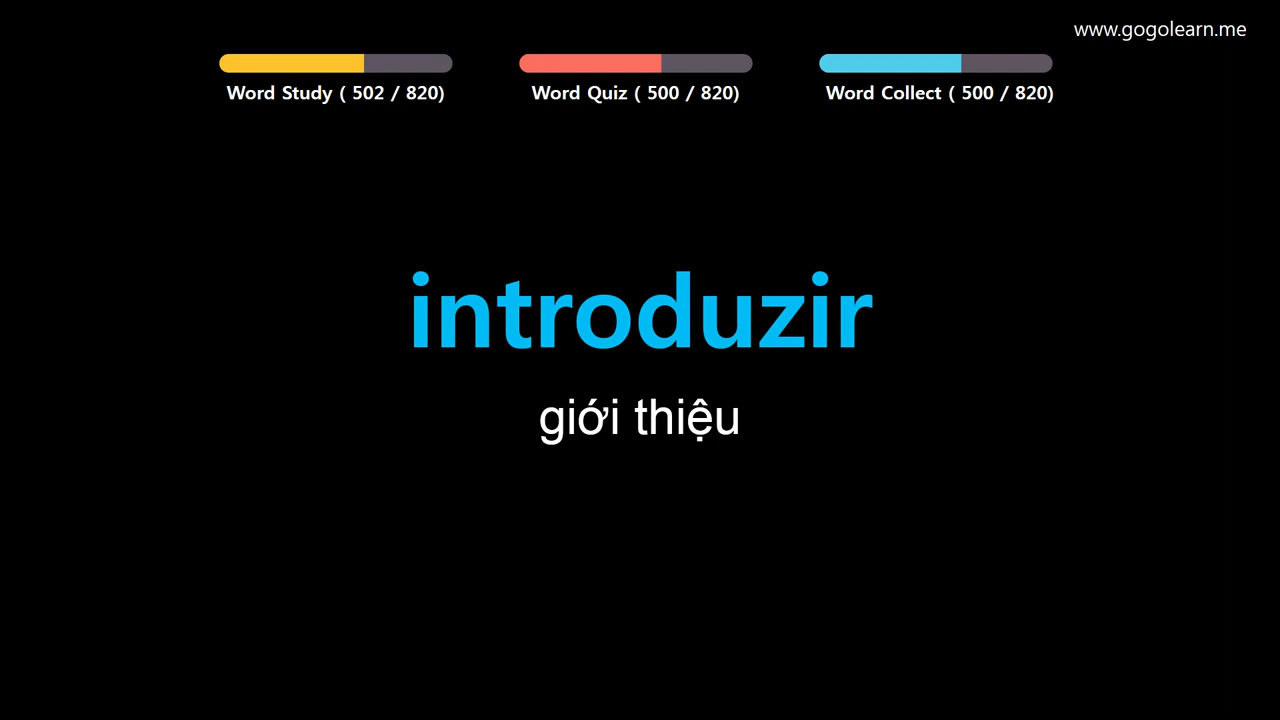 www.gogolearn.me
Word Study ( 502 / 820)
Word Quiz ( 500 / 820)
Word Collect ( 500 / 820)
introduzir
giới thiệu